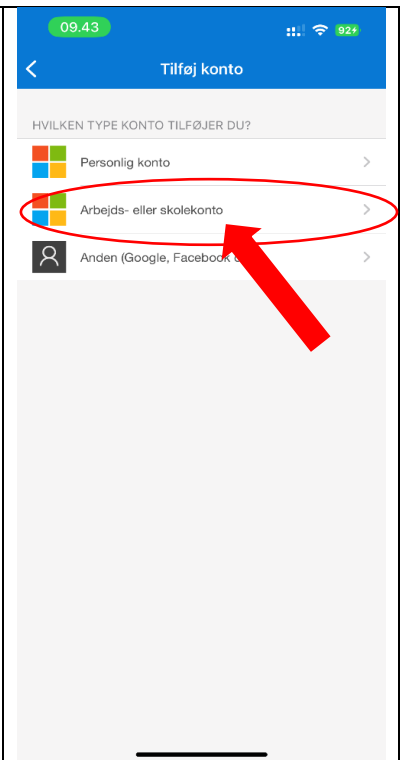 09.43
92
Tilføj konto
HVILKEN TYPE KONTO TILFØJER DU?
Personlig konto
Arbejds- eller skolekonto
Anden (Google, Facebook